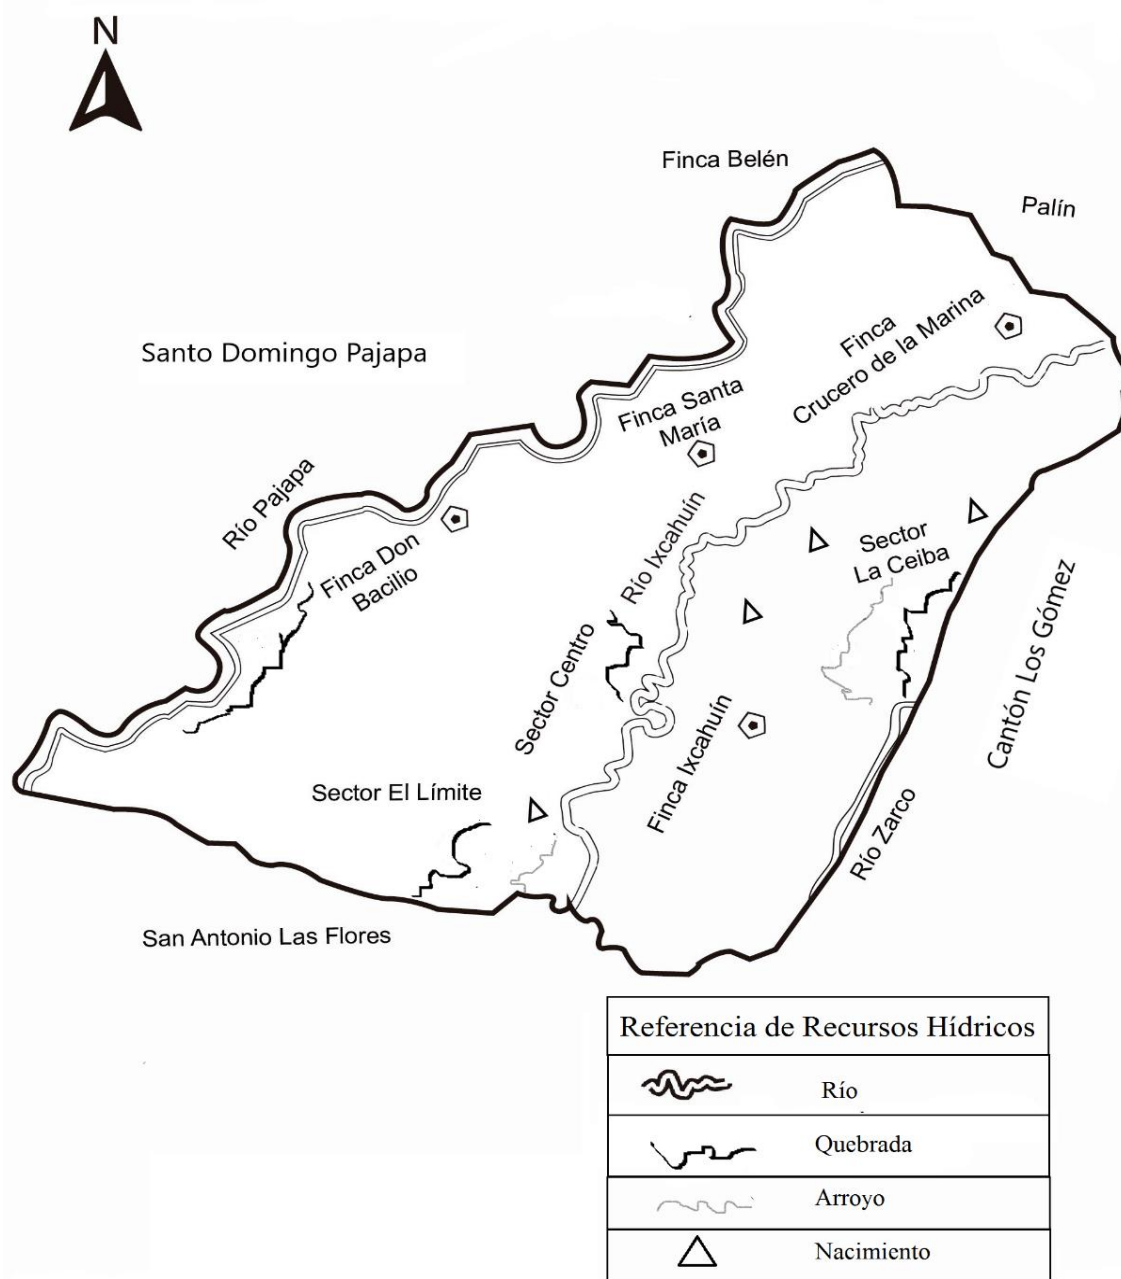 N
Finca Belén
Palín
Santo Domingo Pajapa
Finca
Crucero de la Marina
Finca Santa
María
Río Pajapa
Río Ixcahuín
Sector
La Ceiba
Finca Don
Bacilio
Cantón Los Gómez
Sector Centro
Finca Ixcahuín
Sector El Límite
Río Zarco
San Antonio Las Flores
Referencia de Recursos Hídricos
Río
Quebrada
Arroyo
Nacimiento